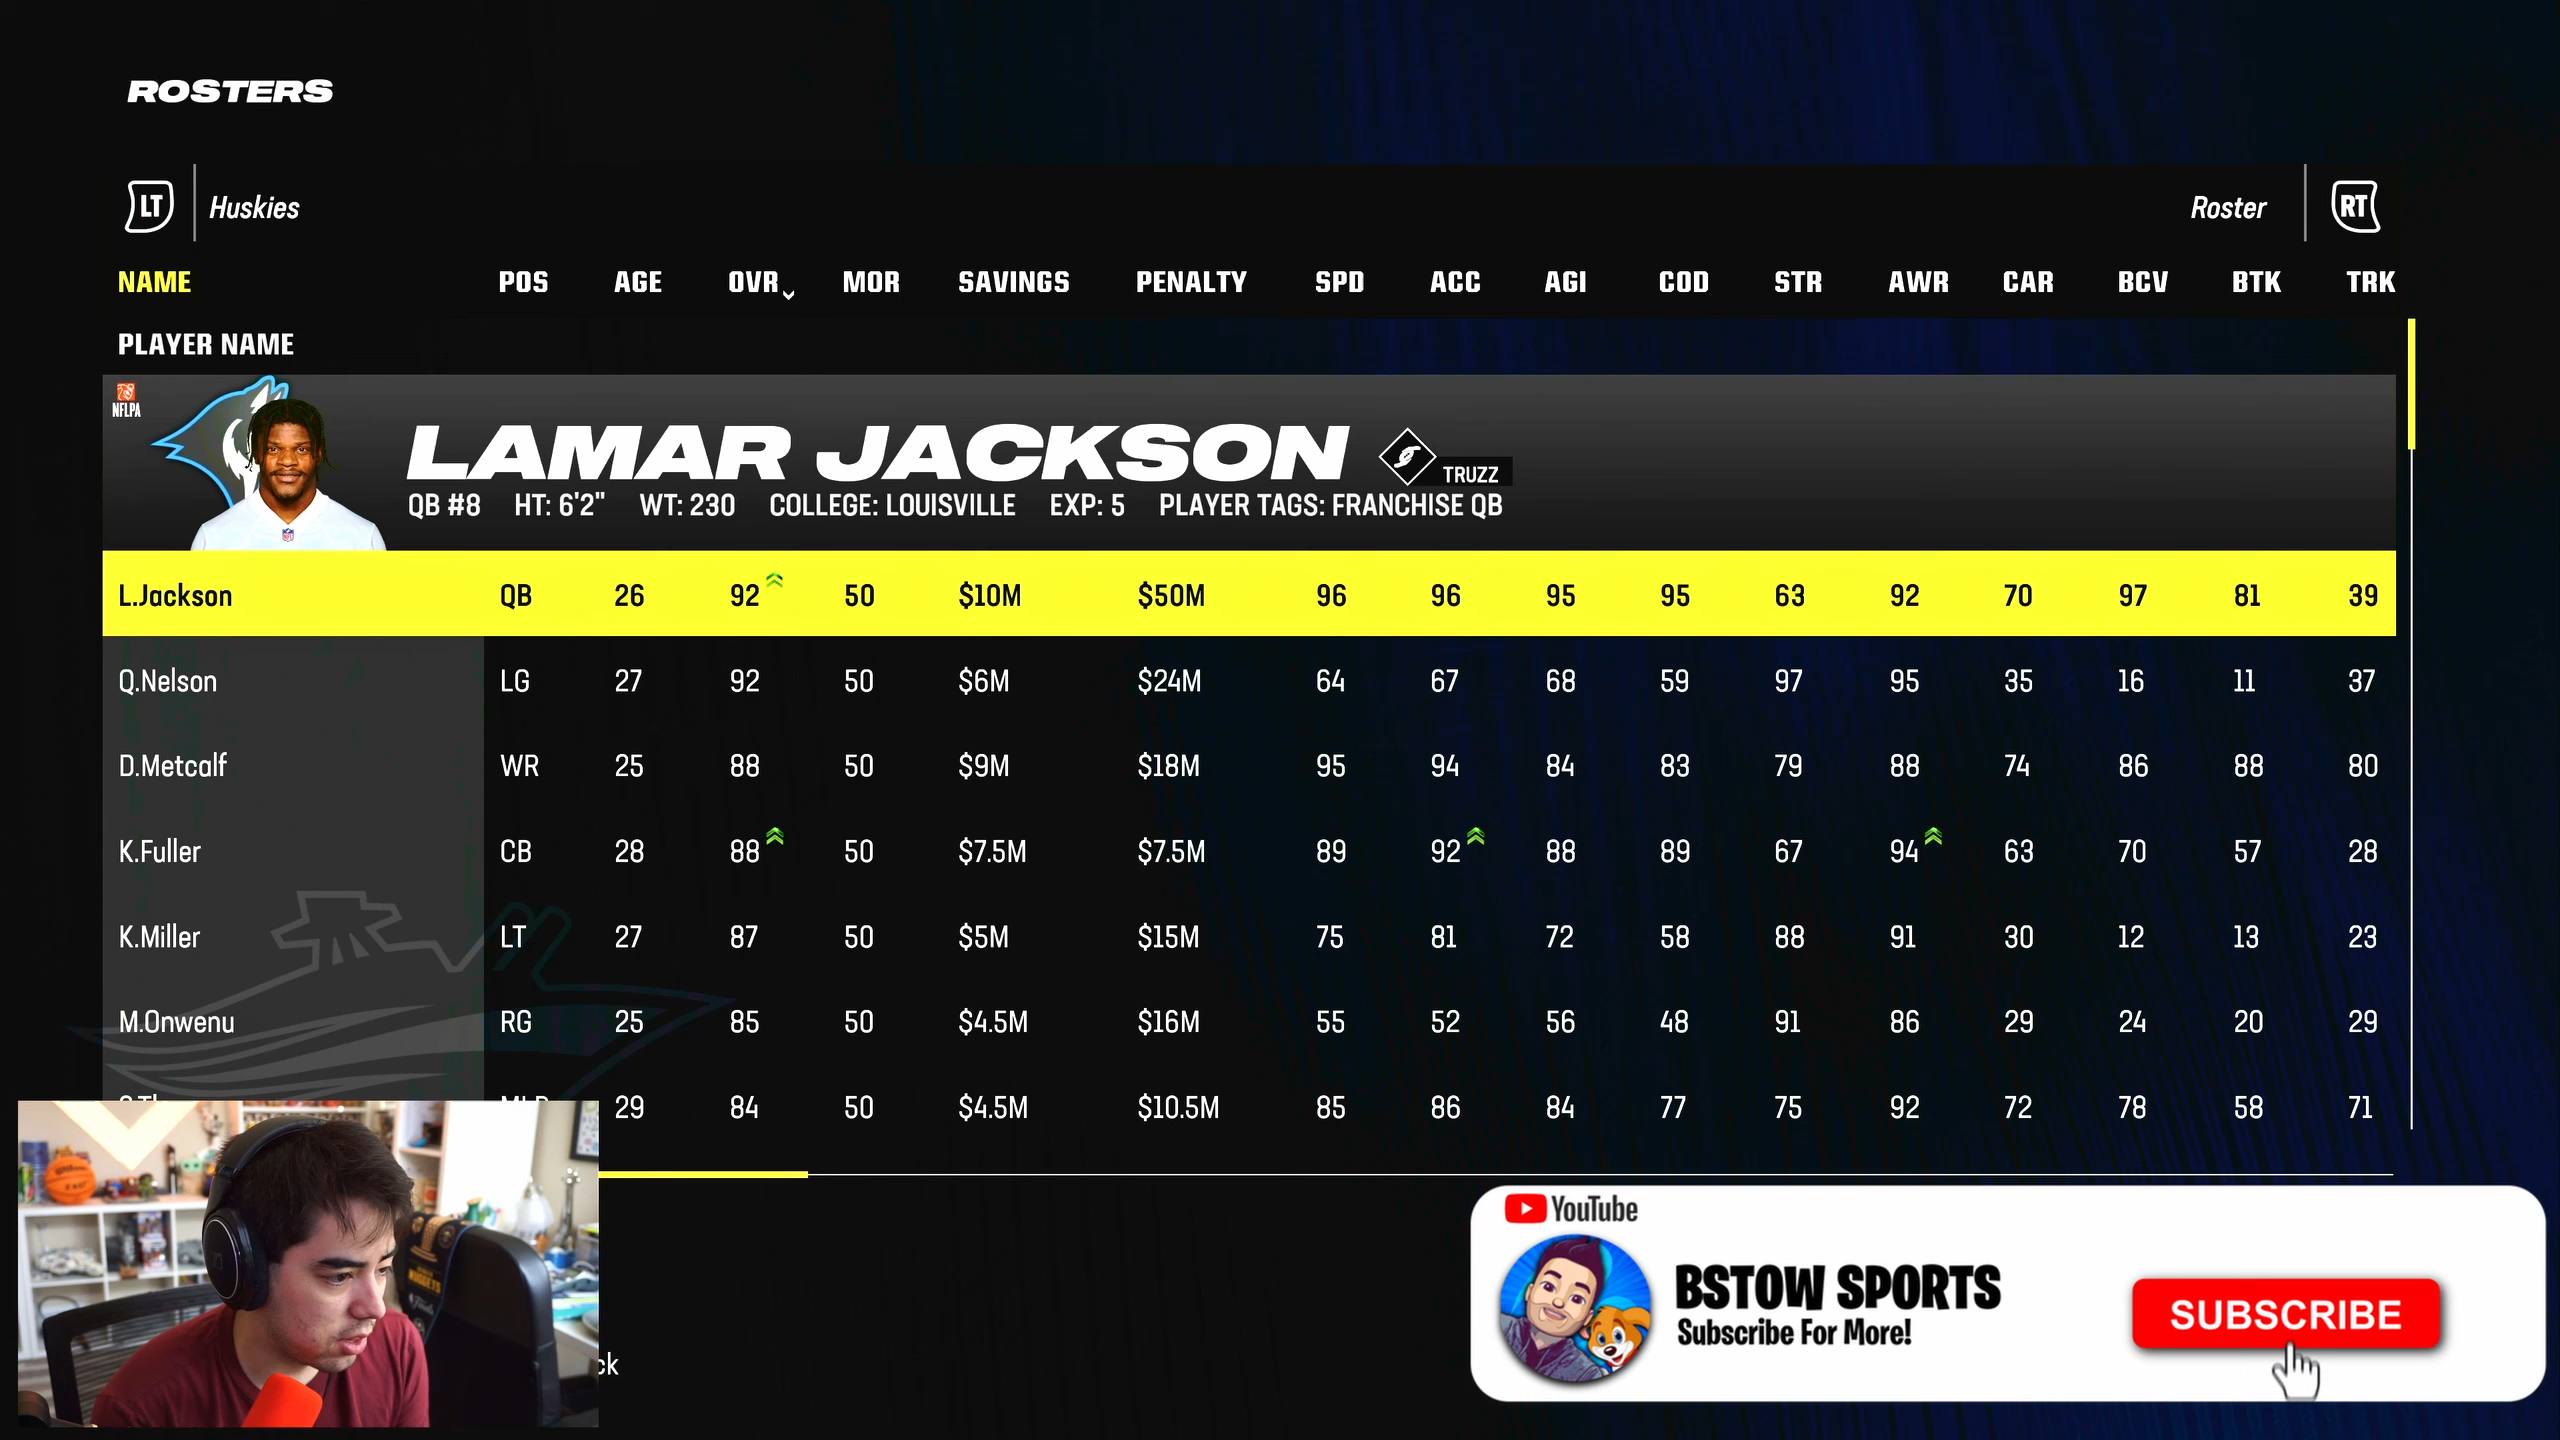 ROSTERS
LT Huskies Roster RT
NAME POS AGE OVR MOR SAVINGS PENALTY SPD ACC AGI COD STR AWR CAR BCV BTK TRK
PLAYER NAME
NFLPA
LAMAR JACKSON TRUZZ
QB #8 HT: 6'2" WT: 230 COLLEGE: LOUISVILLE EXP: 5 PLAYER TAGS: FRANCHISE QB
L.Jackson QB 26 92 50 $10M $50M 96 96 95 95 63 92 70 97 81 39
Q.Nelson LG 27 92 50 $6M $24M 64 67 68 59 97 95 35 16 11 37
D.Metcalf WR 25 88 50 $9M $18M 95 94 84 83 79 88 74 86 88 80
K.Fuller CB 28 88 50 $7.5M $7.5M 89 92 88 89 67 94 63 70 57 28
K.Miller LT 27 87 50 $5M $15M 75 81 72 58 88 91 30 12 13 23
M.Onwenu RG 25 85 50 $4.5M $16M 55 52 56 48 91 86 29 24 20 29
29 84 50 $4.5M $10.5M 85 86 84 77 75 92 72 78 58 71
NUGGETS
ck
YouTube
BSTOW SPORTS
Subscribe For More!
SUBSCRIBE